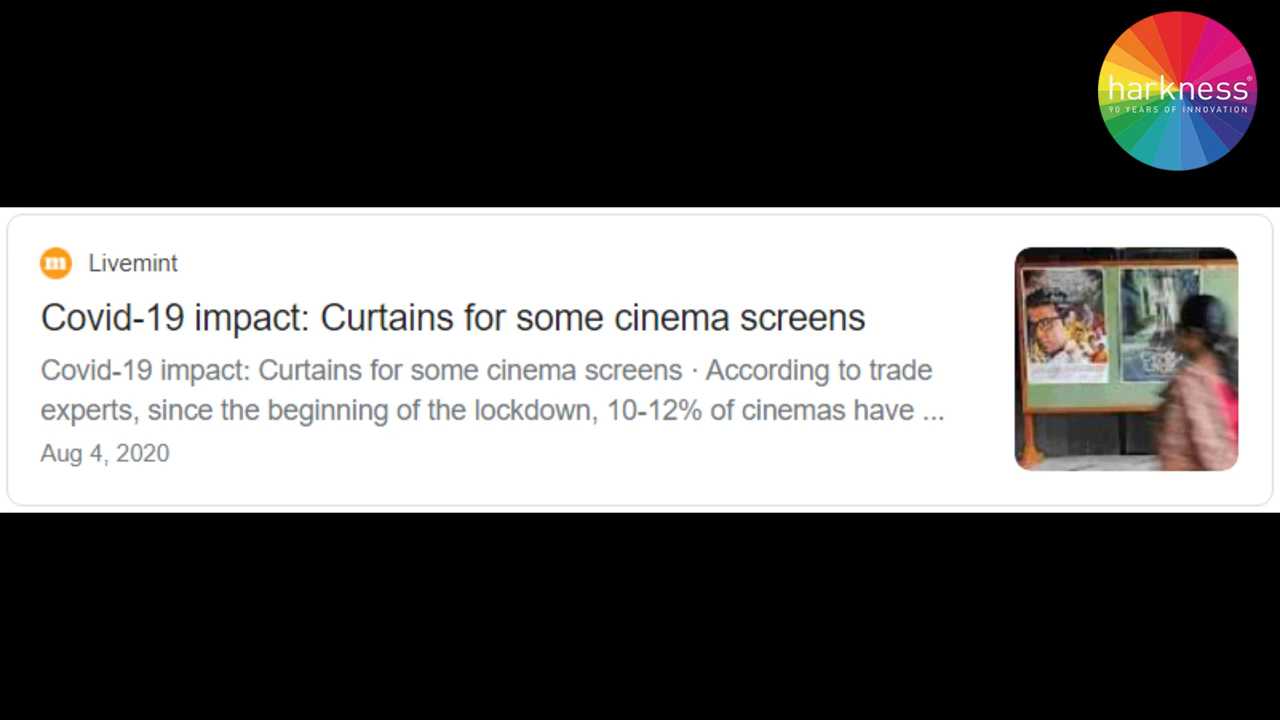 harkness®
90 YEARS OF INNOVATION
m Livemint
Covid-19 impact: Curtains for some cinema screens
Covid-19 impact: Curtains for some cinema screens · According to trade
experts, since the beginning of the lockdown, 10-12% of cinemas have ...
Aug 4, 2020